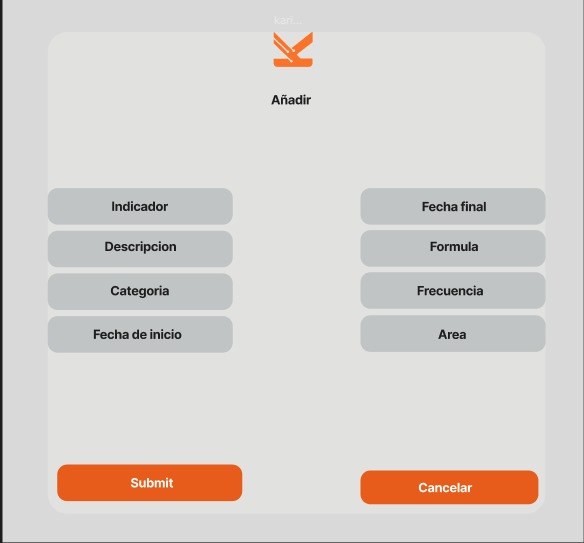 kari...
Añadir
Indicador
Descripcion
Categoria
Fecha de inicio
Fecha final
Formula
Frecuencia
Area
Submit
Cancelar